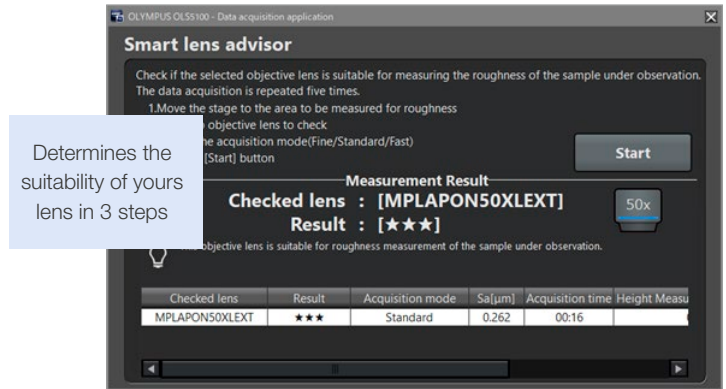 OLYMPUS OLS5100 - Data acquisition application
Smart lens advisor
Check if the selected objective lens is suitable for measuring the roughness of the sample under observation.
The data acquisition is repeated five times.
1.Move the stage to the area to be measured for roughness
objective lens to check
acquisition mode(Fine/Standard/Fast)
[Start] button
Start
Determines the
suitability of yours
lens in 3 steps
Measurement Result
Checked lens : [MPLAPON50XLEXT]
50x
Result : [★★★]
objective lens is suitable for roughness measurement of the sample under observation.
Checked lens Result Acquisition mode Sa[μm] Acquisition time Height Measu
MPLAPON50XLEXT ★★★ Standard 0.262 00:16